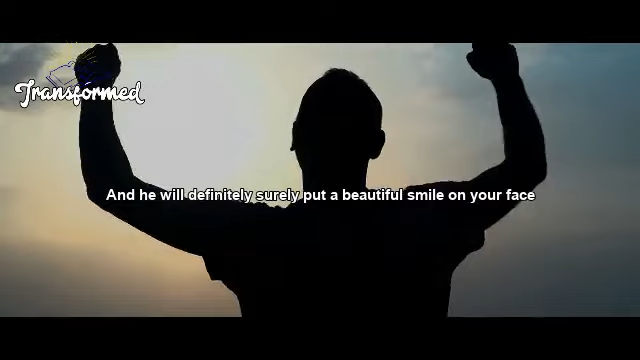 Transformed
And he will definitely surely put a beautiful smile on your face